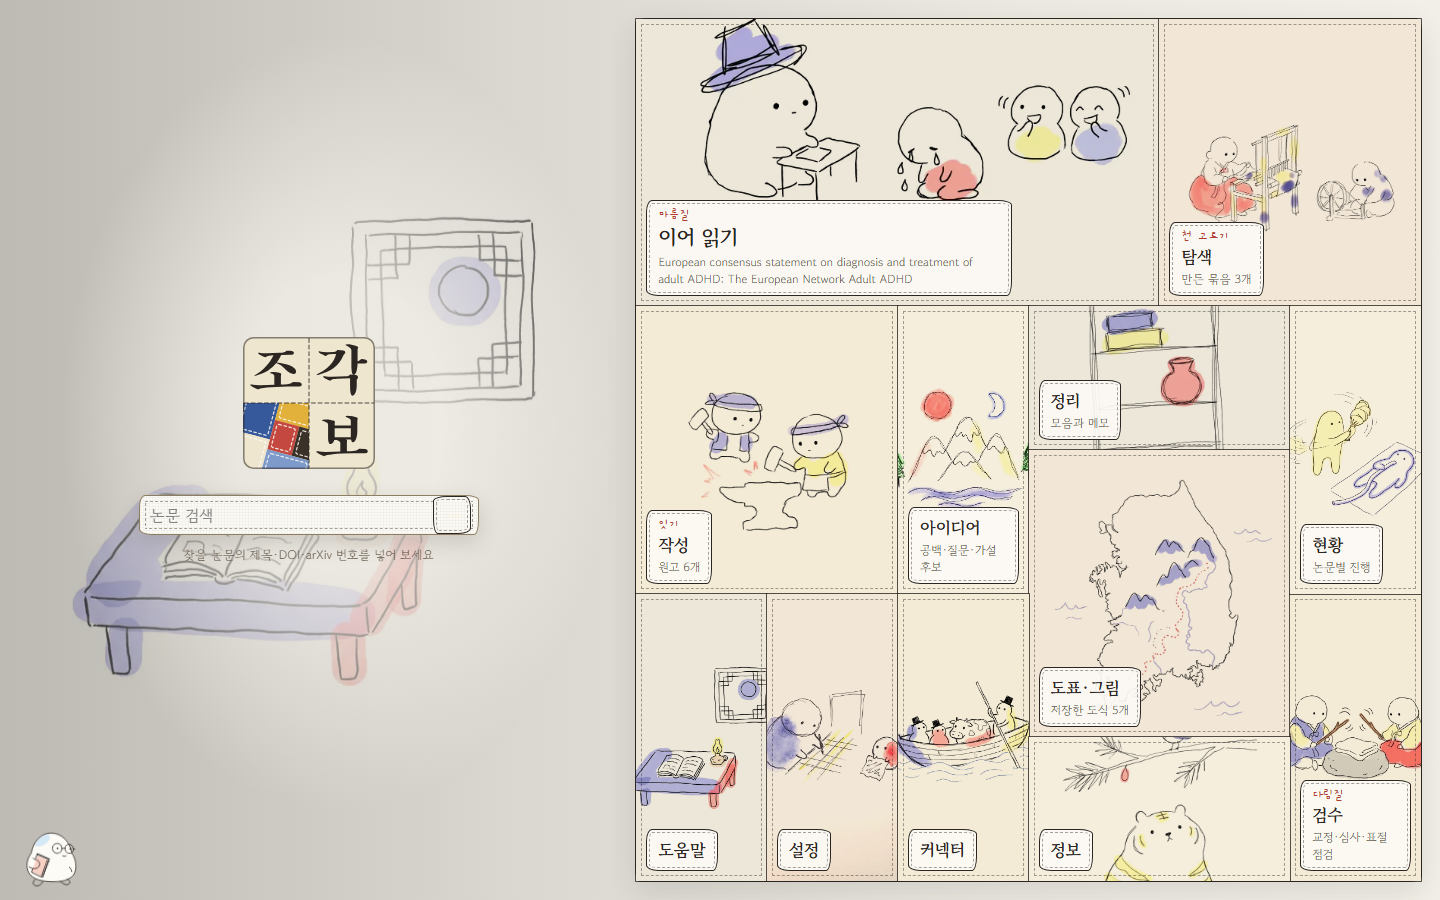 조각
보
논문 검색
찾을 논문의 제목·DOI·arXiv 번호를 넣어 보세요
마름질
이어 읽기
European consensus statement on diagnosis and treatment of
adult ADHD: The European Network Adult ADHD
천 고르기
탐색
만든 묶음 3개
잇기
작성
원고 6개
아이디어
공백·질문·가설
후보
정리
모음과 메모
현황
논문별 진행
도표·그림
저장한 도식 5개
도움말
설정
커넥터
정보
다림질
검수
교정·심사·표절
점검